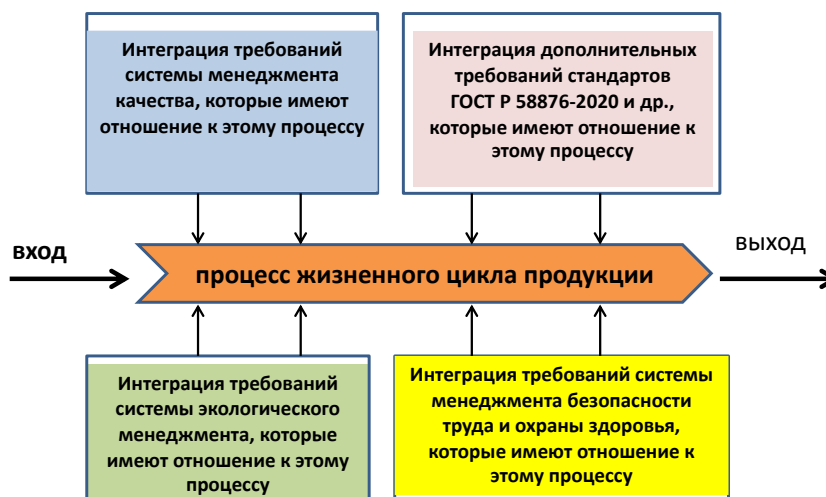 Интеграция требований
системы менеджмента
качества, которые имеют
отношение к этому процессу
Интеграция дополнительных
требований стандартов
ГОСТ Р 58876-2020 и др.,
которые имеют отношение к
этому процессу
вход
процесс жизненного цикла продукции
выход
Интеграция требований
системы экологического
менеджмента, которые
имеют отношение к этому
процессу
Интеграция требований системы
менеджмента безопасности
труда и охраны здоровья,
которые имеют отношение к
этому процессу